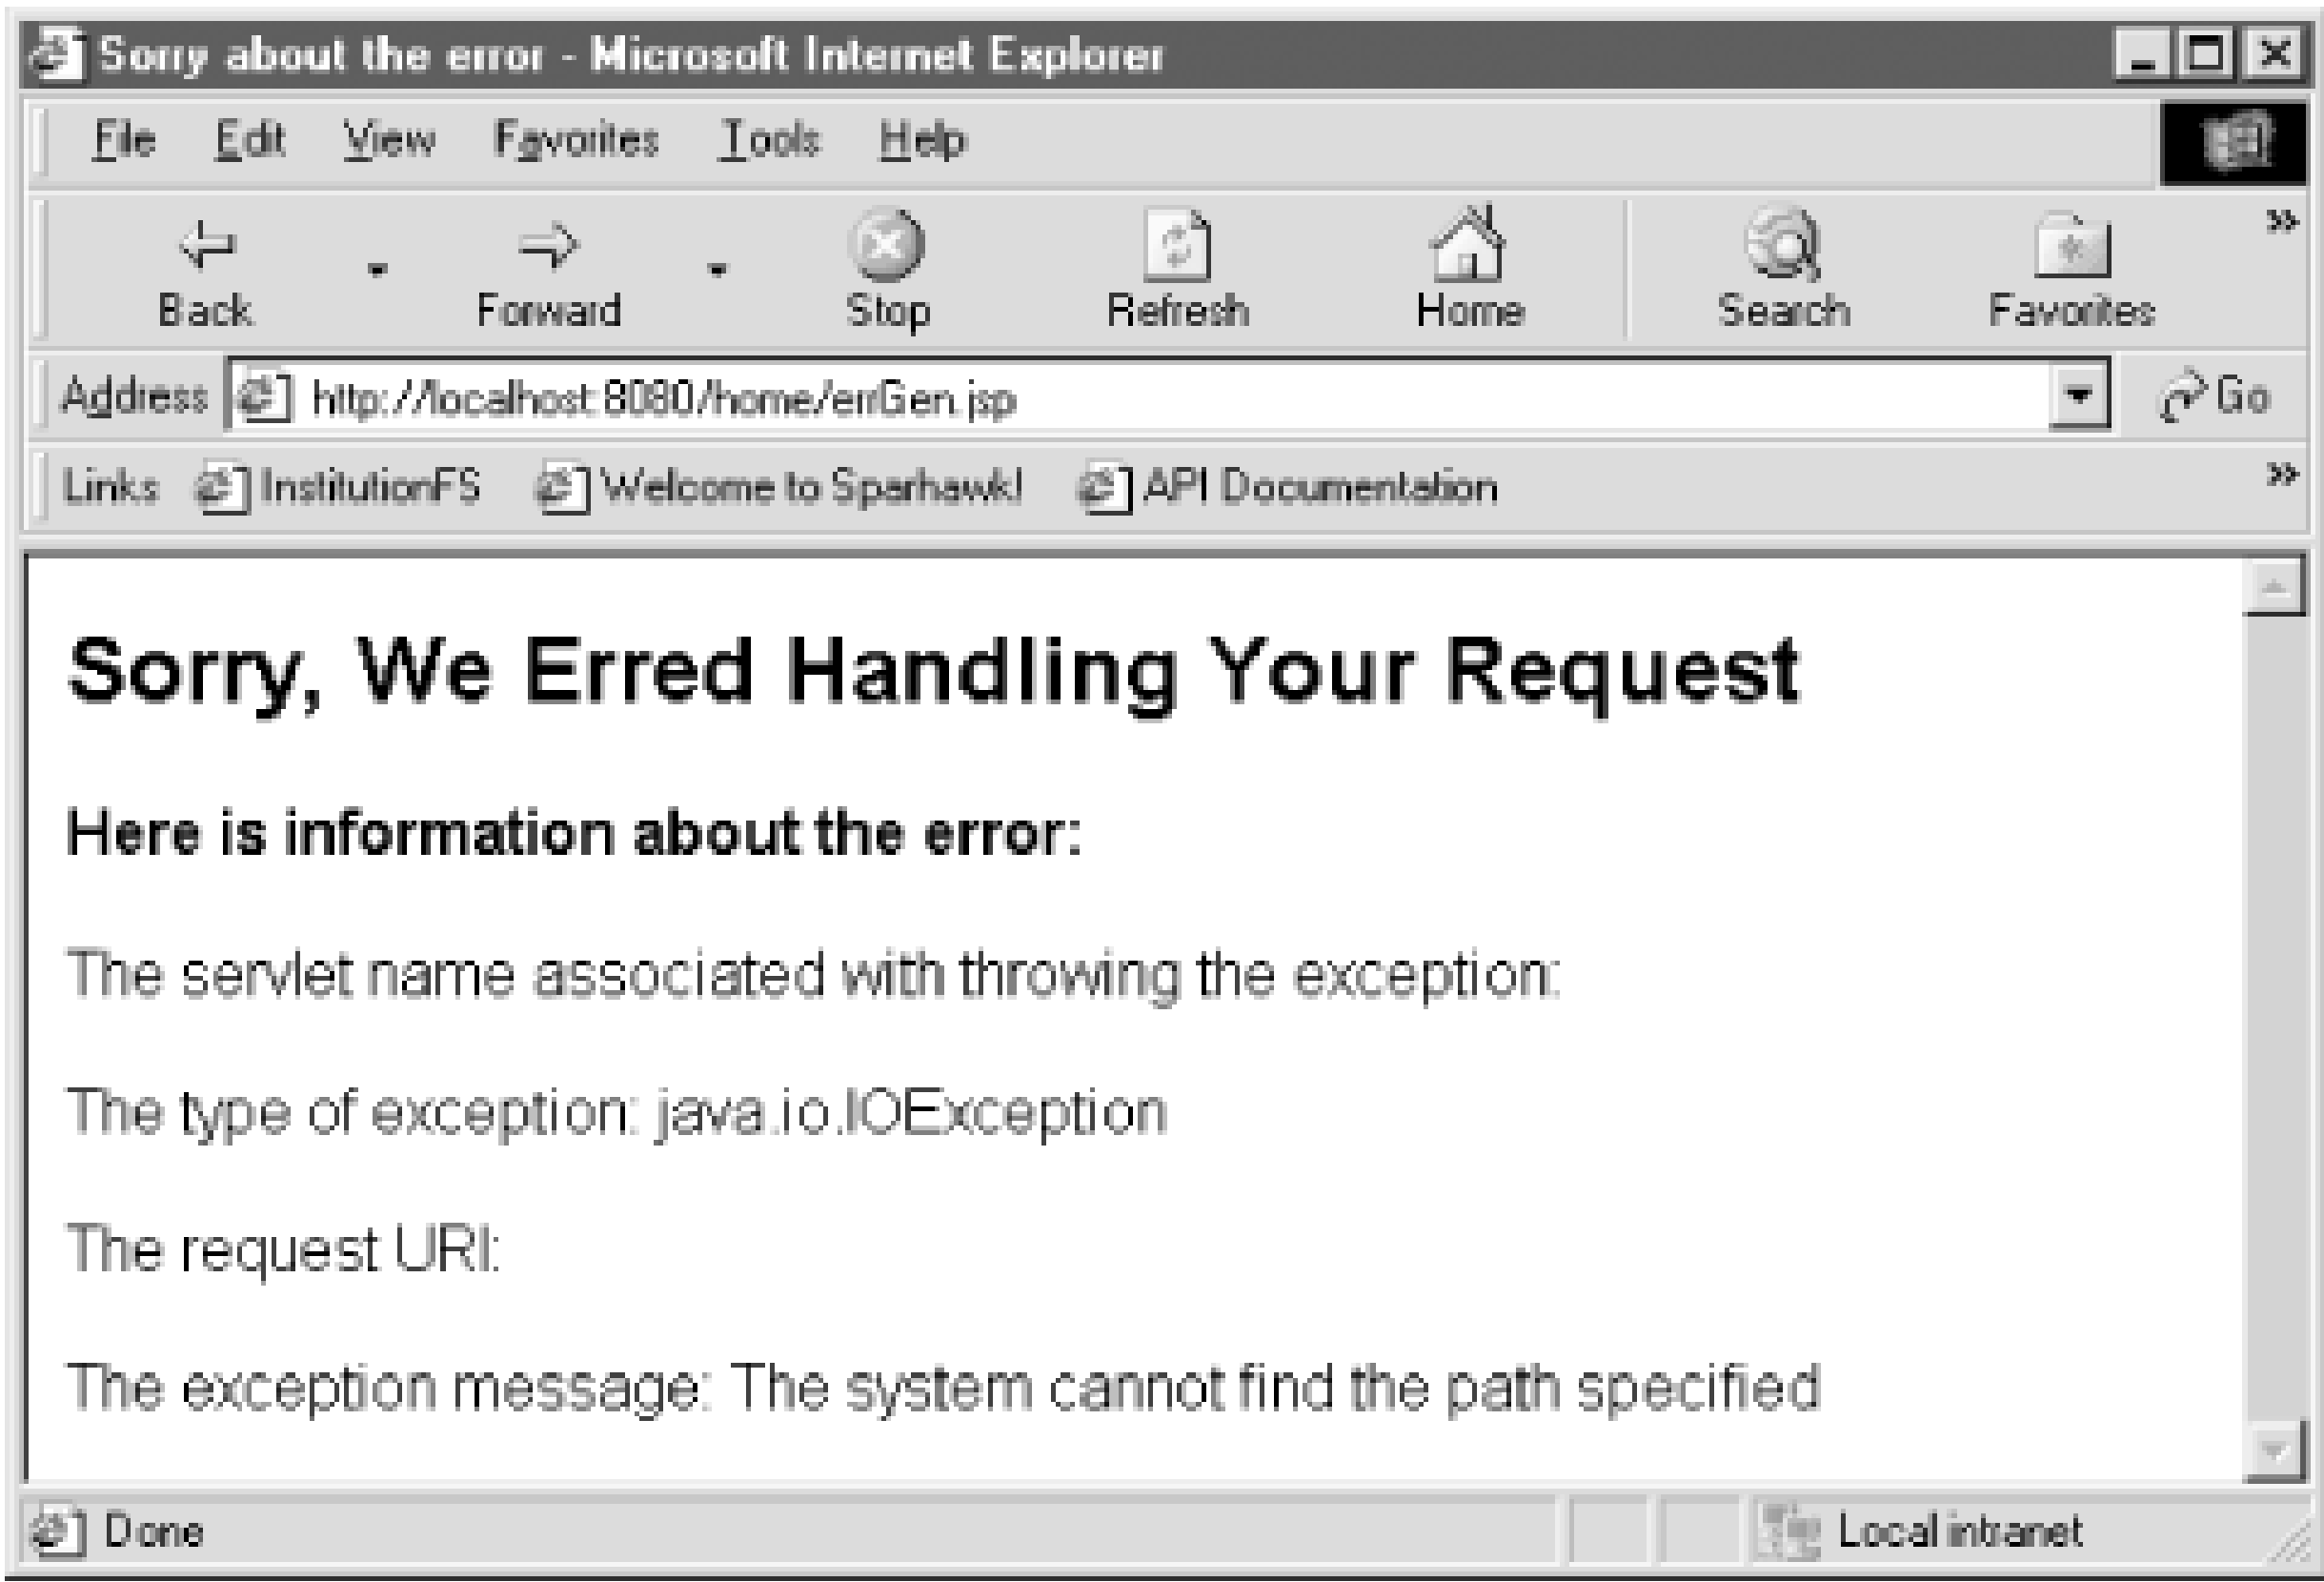 Sorry about the error - Microsoft Internet Explorer
File Edit View Favorites Tools Help
Back Forward Stop Refresh Home Search Favorites »
Address http://localhost:8080/home/errGen.jsp Go
Links InstitutionFS Welcome to Sparhawk! API Documentation »
Sorry, We Erred Handling Your Request
Here is information about the error:
The servlet name associated with throwing the exception:
The type of exception: java.io.IOException
The request URI:
The exception message: The system cannot find the path specified
Done Local intranet